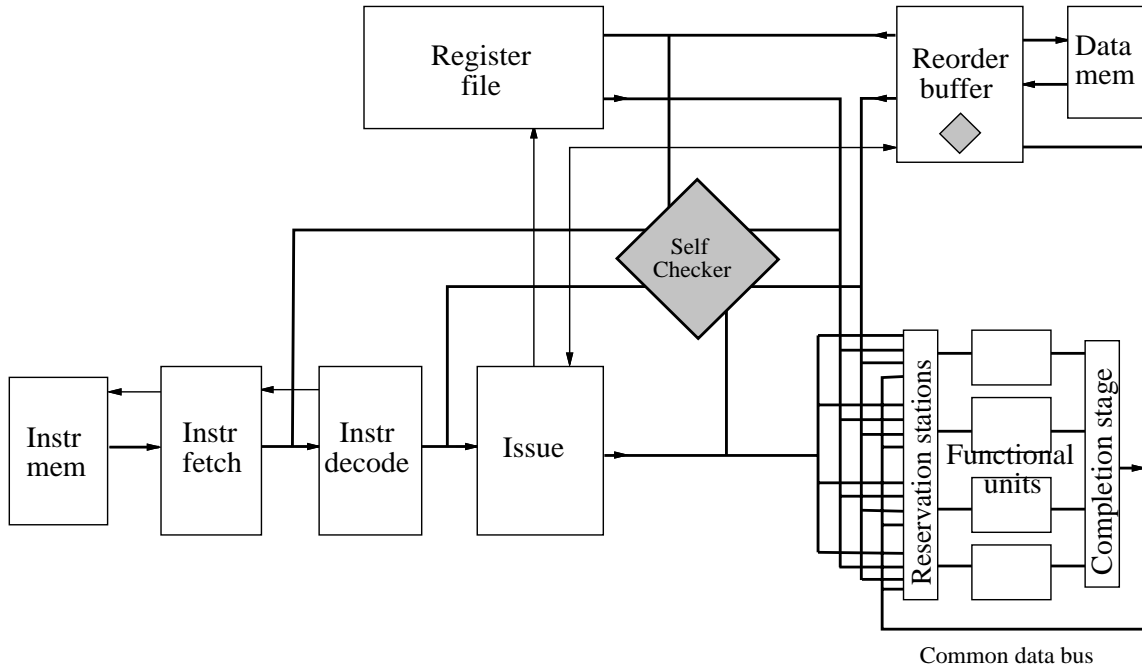 Register
file
Reorder
buffer
Data
mem
Self
Checker
Instr
mem
Instr
fetch
Instr
decode
Issue
Reservation stations
Functional
units
Completion stage
Common data bus